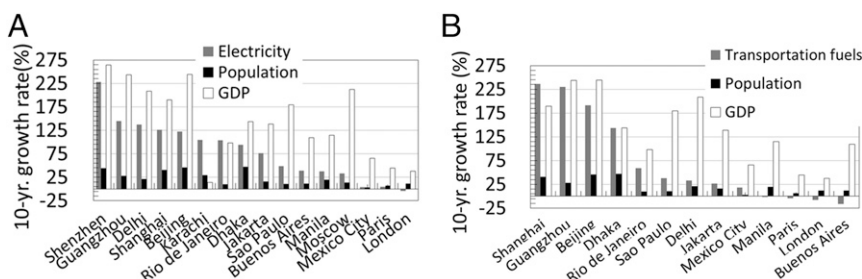 A
10-yr. growth rate(%)
275
225
175
125
75
25
-25
Electricity
Population
GDP
Shenzhen
Guangzhou
Delhi
Shanghai
Beijing
Karachi
Rio de Janeiro
Dhaka
Jakarta
Sao Paulo
Buenos Aires
Manila
Moscow
Mexico City
Paris
London
B
10-yr. growth rate(%)
275
225
175
125
75
25
-25
Transportation fuels
Population
GDP
Shanghai
Guangzhou
Beijing
Dhaka
Rio de Janeiro
Sao Paulo
Delhi
Jakarta
Mexico City
Manila
Paris
London
Buenos Aires